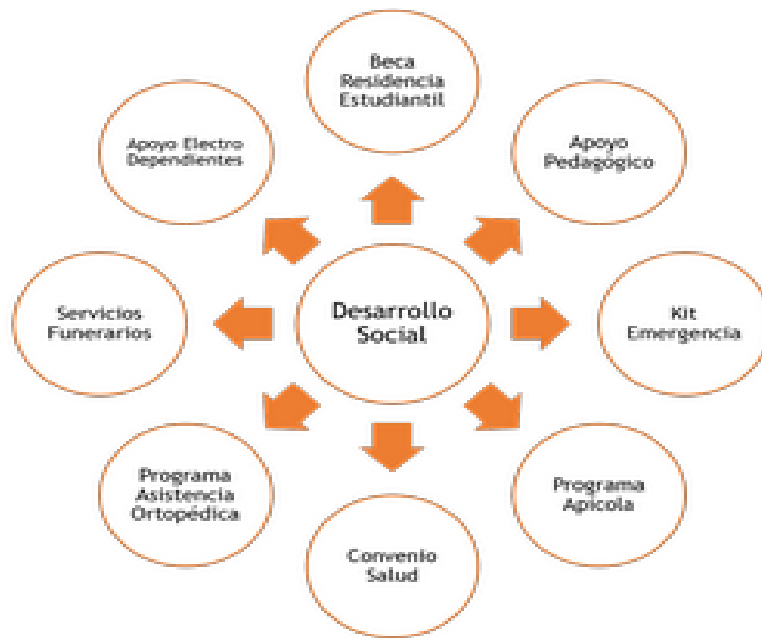 Beca
Residencia
Estudiantil
Apoyo
Pedagógico
Kit
Emergencia
Programa
Apícola
Convenio
Salud
Programa
Asistencia
Ortopédica
Servicios
Funerarios
Apoyo Electro
Dependientes
Desarrollo
Social